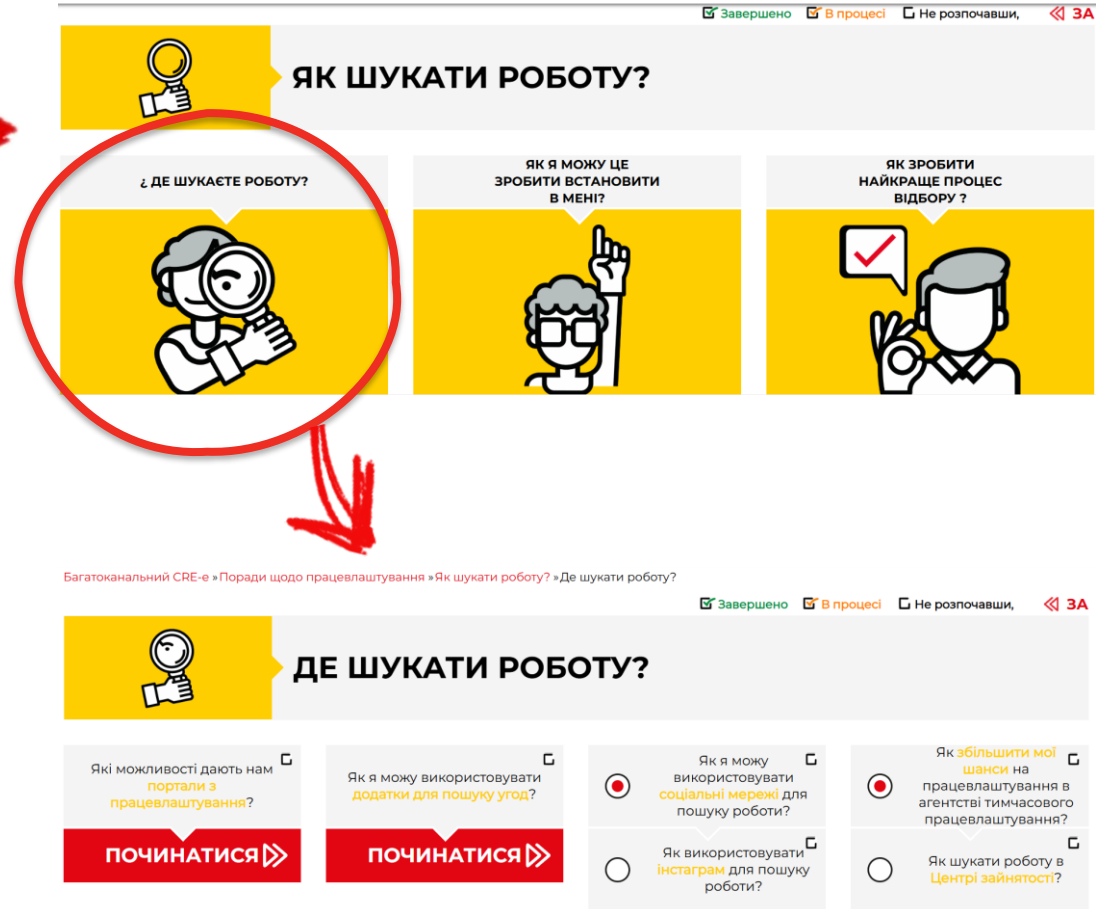 Завершено В процесі Не розпочавши, ЗА
ЯК ШУКАТИ РОБОТУ?
¿ ДЕ ШУКАЄТЕ РОБОТУ?
ЯК Я МОЖУ ЦЕ
ЗРОБИТИ ВСТАНОВИТИ
В МЕНІ?
ЯК ЗРОБИТИ
НАЙКРАЩЕ ПРОЦЕС
ВІДБОРУ ?
Багатоканальний CRE-e »Поради щодо працевлаштування »Як шукати роботу? »Де шукати роботу?
Завершено В процесі Не розпочавши, ЗА
ДЕ ШУКАТИ РОБОТУ?
Які можливості дають нам
портали з
працевлаштування?
ПОЧИНАТИСЯ
Як я можу використовувати
додатки для пошуку угод?
ПОЧИНАТИСЯ
Як я можу
використовувати
соціальні мережі для
пошуку роботи?
Як використовувати
інстаграм для пошуку
роботи?
Як збільшити мої
шанси на
працевлаштування в
агентстві тимчасового
працевлаштування?
Як шукати роботу в
Центрі зайнятості?